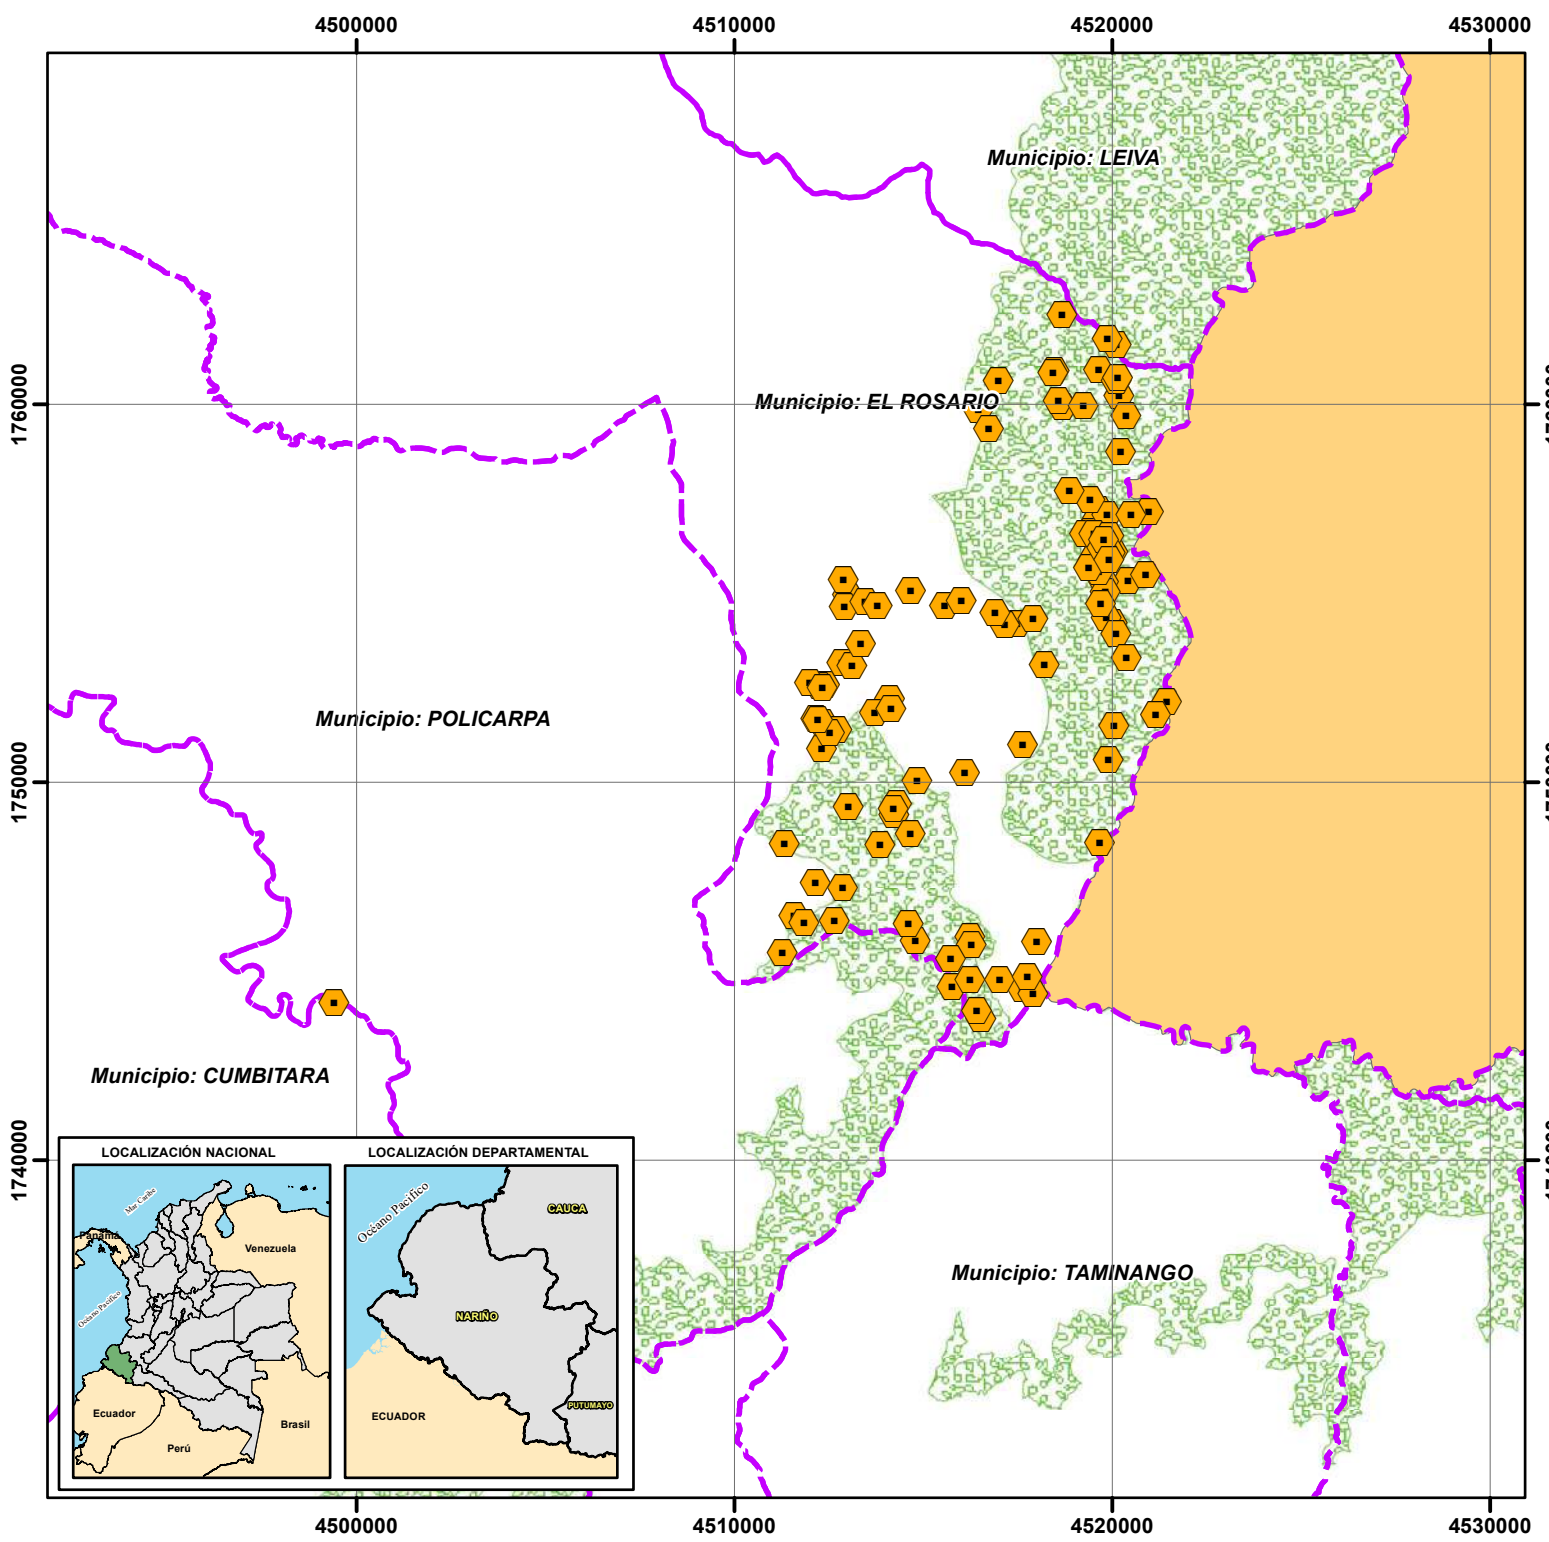 4500000 4510000 4520000 4530000
Municipio: LEIVA
1760000
Municipio: EL ROSARIO
Municipio: POLICARPA
1750000
Municipio: CUMBITARA
1740000
Municipio: TAMINANGO
LOCALIZACIÓN NACIONAL
Mar Caribe
Panamá
Venezuela
Océano Pacífico
Ecuador
Brasil
Perú
LOCALIZACIÓN DEPARTAMENTAL
Océano Pacífico
CAUCA
NARIÑO
PUTUMAYO
ECUADOR
4500000 4510000 4520000 4530000